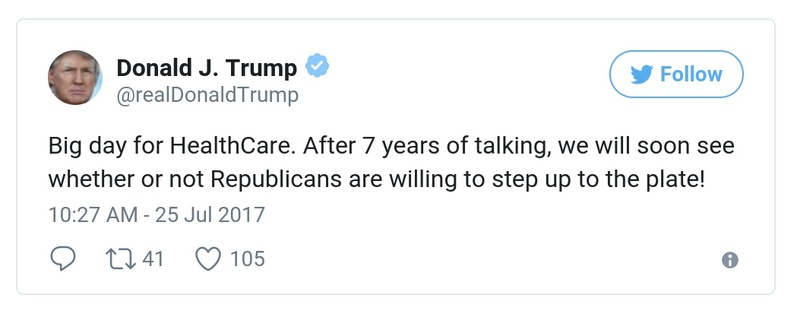 Donald J. Trump
@realDonaldTrump
Follow
Big day for HealthCare. After 7 years of talking, we will soon see
whether or not Republicans are willing to step up to the plate!
10:27 AM - 25 Jul 2017
41 105